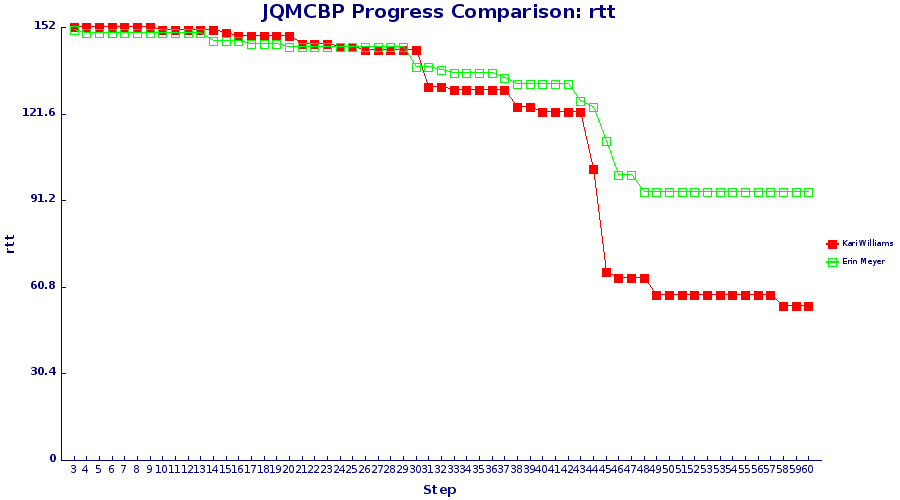 JQMCBP Progress Comparison: rtt
152
121.6
91.2
60.8
30.4
0
rtt
3 4 5 6 7 8 9 10 11 12 13 14 15 16 17 18 19 20 21 22 23 24 25 26 27 28 29 30 31 32 33 34 35 36 37 38 39 40 41 42 43 44 45 46 47 48 49 50 51 52 53 54 55 56 57 58 59 60
Step
Kari Williams
Erin Meyer